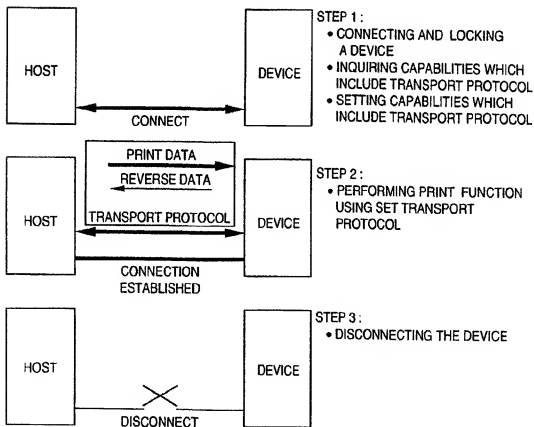 HOST
DEVICE
CONNECT
STEP 1 :
• CONNECTING AND LOCKING
A DEVICE
• INQUIRING CAPABILITIES WHICH
INCLUDE TRANSPORT PROTOCOL
• SETTING CAPABILITIES WHICH
INCLUDE TRANSPORT PROTOCOL
HOST
PRINT DATA
REVERSE DATA
TRANSPORT PROTOCOL
DEVICE
CONNECTION
ESTABLISHED
STEP 2 :
• PERFORMING PRINT FUNCTION
USING SET TRANSPORT
PROTOCOL
HOST
DEVICE
DISCONNECT
STEP 3 :
• DISCONNECTING THE DEVICE